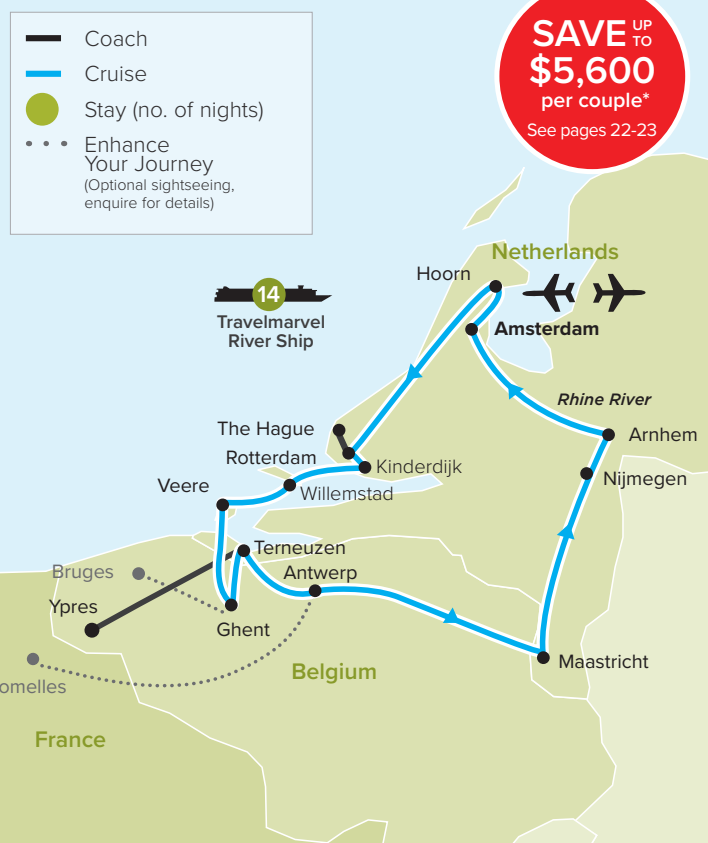 Coach
Cruise
Stay (no. of nights)
Enhance
Your Journey
(Optional sightseeing,
enquire for details)
SAVE UP TO
$5,600
per couple*
See pages 22-23
Netherlands
Hoorn
14
Travelmarvel
River Ship
Amsterdam
Rhine River
The Hague
Arnhem
Rotterdam
Kinderdijk
Nijmegen
Veere
Willemstad
Terneuzen
Bruges
Antwerp
Ypres
Ghent
Maastricht
Belgium
omelles
France